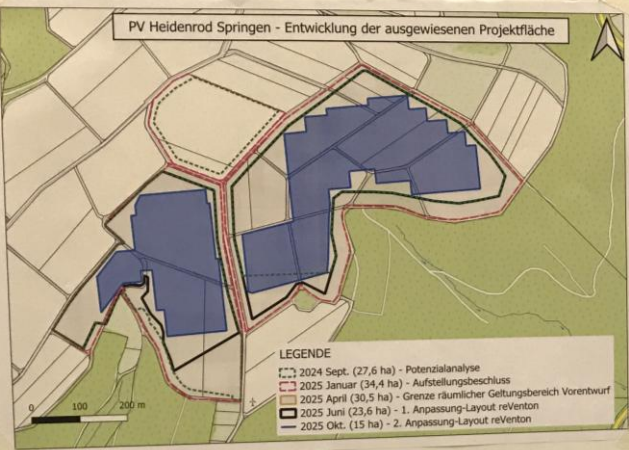 PV Heidenrod Springen - Entwicklung der ausgewiesenen Projektfläche
LEGENDE
2024 Sept. (27,6 ha) - Potenzialanalyse
2025 Januar (34,4 ha) - Aufstellungsbeschluss
2025 April (30,5 ha) - Grenze räumlicher Geltungsbereich Vorentwurf
2025 Juni (23,6 ha) - 1. Anpassung-Layout reVenton
2025 Okt. (15 ha) - 2. Anpassung-Layout reVenton
0 100 200 m